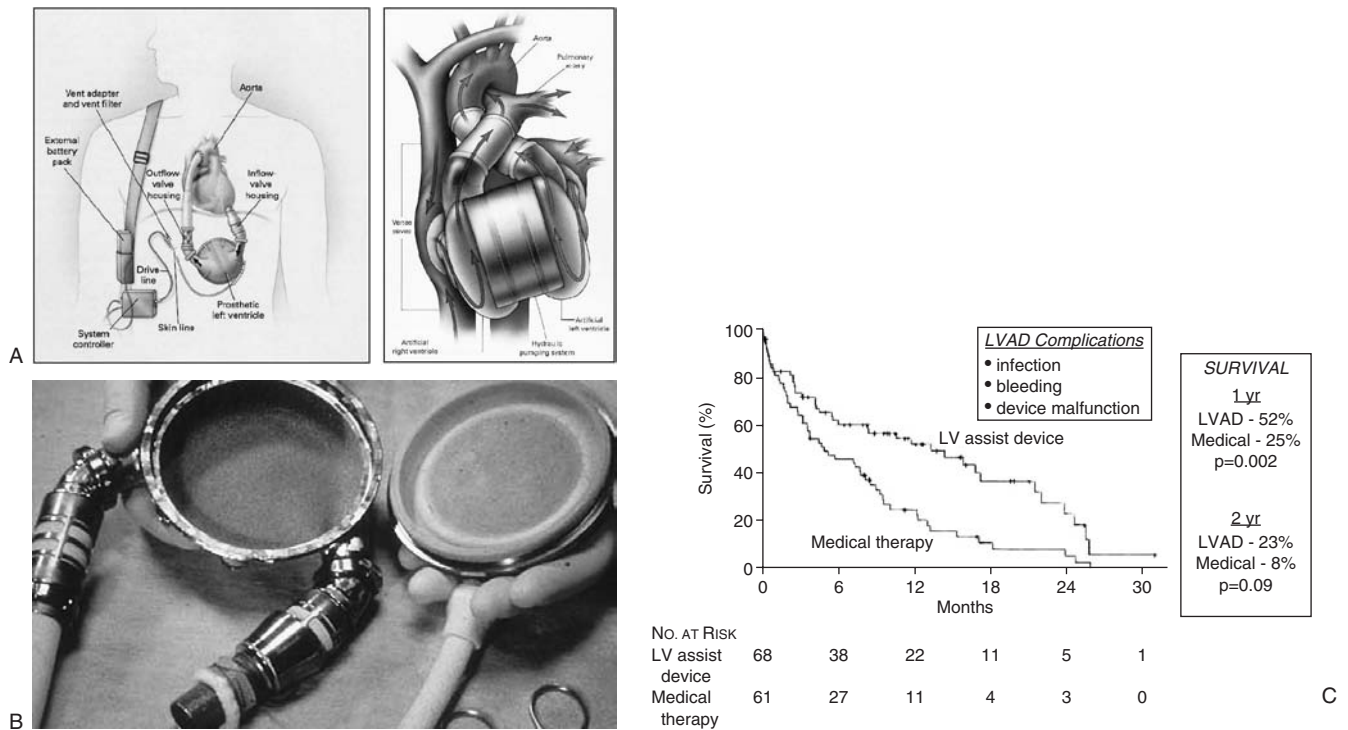 A
Vent adapter
and vent filter
External
battery
pack
Aorta
Outflow-
valve
housing
Inflow-
valve
housing
Drive
line
Prosthetic
left ventricle
Skin line
System
controller
Aorta
Pulmonary
artery
Venae
cavae
Artificial
right ventricle
Hydraulic
pumping system
Artificial
left ventricle
B
100
80
60
40
20
0
Survival (%)
LVAD Complications
• infection
• bleeding
• device malfunction
LV assist device
Medical therapy
0 6 12 18 24 30
Months
SURVIVAL
1 yr
LVAD - 52%
Medical - 25%
p=0.002
2 yr
LVAD - 23%
Medical - 8%
p=0.09
NO. AT RISK
LV assist 68 38 22 11 5 1
device
Medical 61 27 11 4 3 0
therapy
C